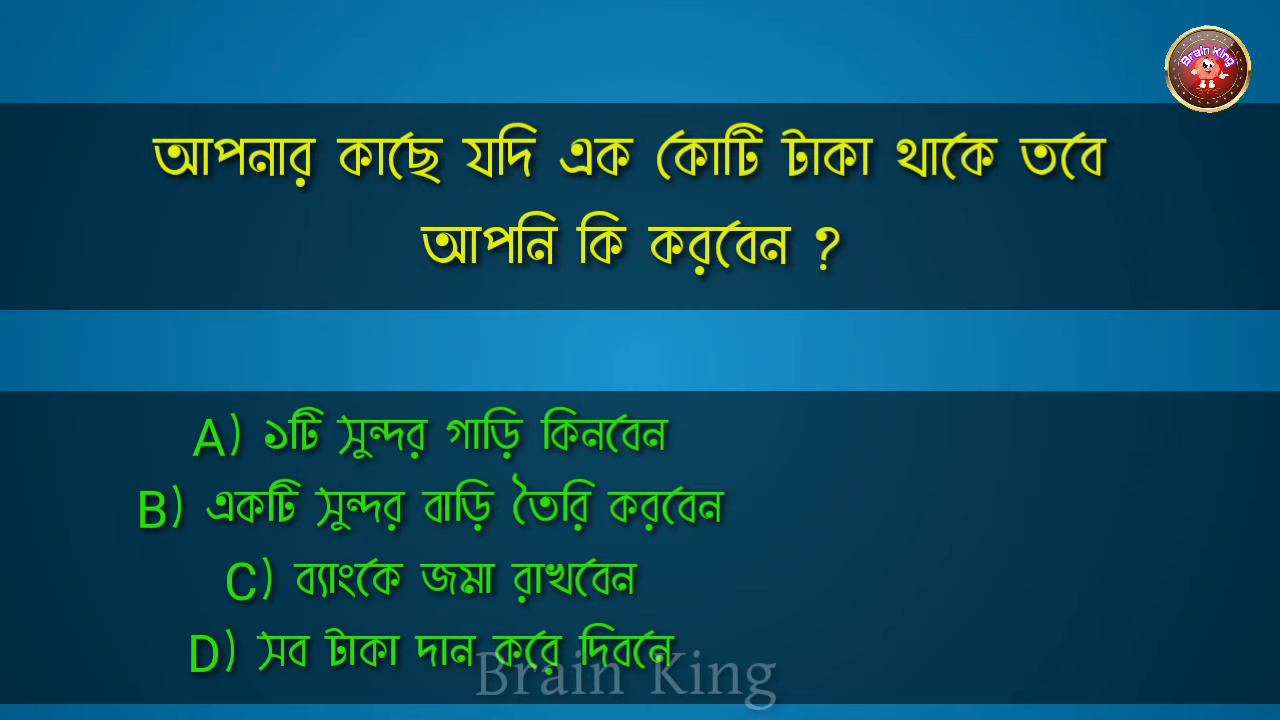 Brain King
আপনার কাছে যদি এক কোটি টাকা থাকে তবে
আপনি কি করবেন ?
A) ১টি সুন্দর গাড়ি কিনবেন
B) একটি সুন্দর বাড়ি তৈরি করবেন
C) ব্যাংকে জমা রাখবেন
D) সব টাকা দান করে দিবনে
Brain King